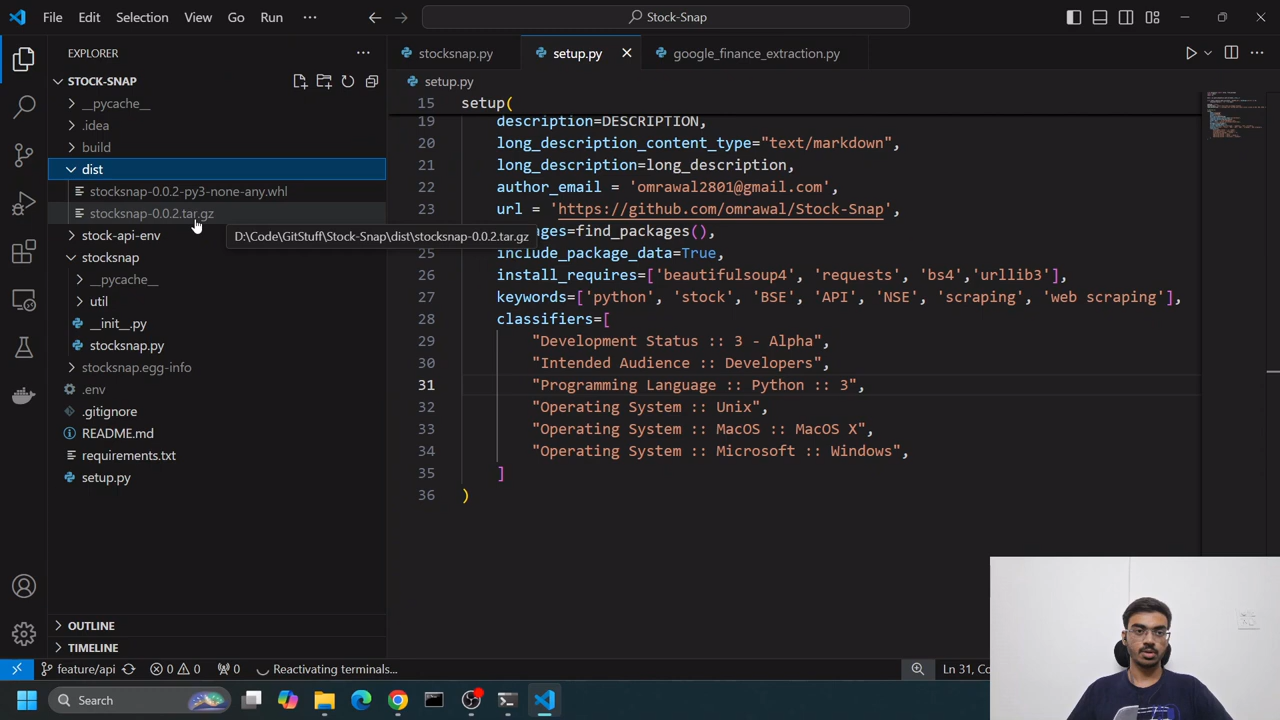 File Edit Selection View Go Run ··· Stock-Snap
EXPLORER ···
STOCK-SNAP
__pycache__
.idea
build
dist
stocksnap-0.0.2-py3-none-any.whl
stocksnap-0.0.2.tar.gz
D:\Code\GitStuff\Stock-Snap\dist\stocksnap-0.0.2.tar.gz
stock-api-env
stocksnap
__pycache__
util
__init__.py
stocksnap.py
stocksnap.egg-info
.env
.gitignore
README.md
requirements.txt
setup.py
OUTLINE
TIMELINE
stocksnap.py setup.py google_finance_extraction.py
setup.py
15 setup(
19 description=DESCRIPTION,
20 long_description_content_type="text/markdown",
21 long_description=long_description,
22 author_email = 'omrawal2801@gmail.com',
23 url = 'https://github.com/omrawal/Stock-Snap',
ges=find_packages(),
25 include_package_data=True,
26 install_requires=['beautifulsoup4', 'requests', 'bs4','urllib3'],
27 keywords=['python', 'stock', 'BSE', 'API', 'NSE', 'scraping', 'web scraping'],
28 classifiers=[
29 "Development Status :: 3 - Alpha",
30 "Intended Audience :: Developers",
31 "Programming Language :: Python :: 3",
32 "Operating System :: Unix",
33 "Operating System :: MacOS :: MacOS X",
34 "Operating System :: Microsoft :: Windows",
35 ]
36 )
feature/api 0 0 0 Reactivating terminals... Ln 31, Co
Search